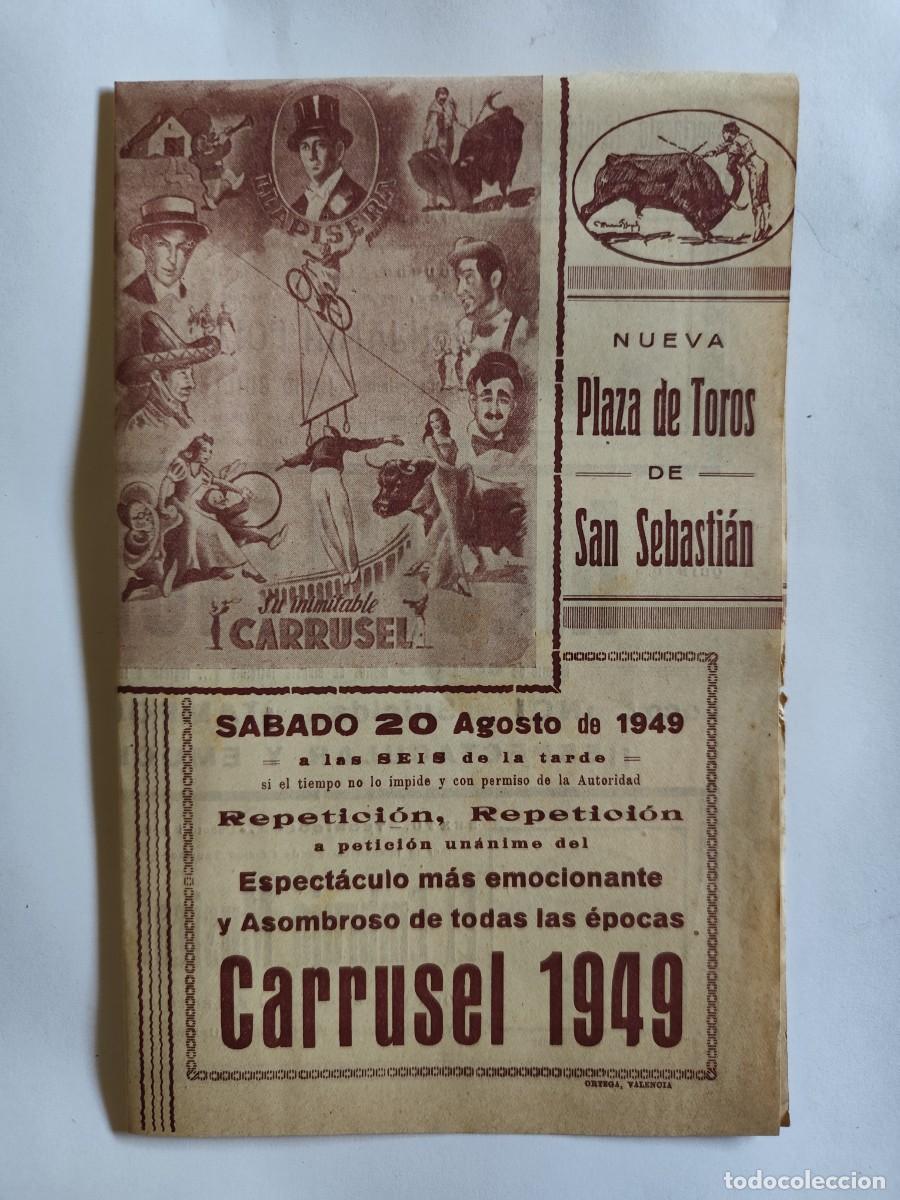 LLAPISERA
Su inimitable
CARRUSEL
NUEVA
Plaza de Toros
DE
San Sebastián
SABADO 20 Agosto de 1949
a las SEIS de la tarde
si el tiempo no lo impide y con permiso de la Autoridad
Repetición, Repetición
a petición unánime del
Espectáculo más emocionante
y Asombroso de todas las épocas
Carrusel 1949
ORTEGA, VALENCIA
todocoleccion